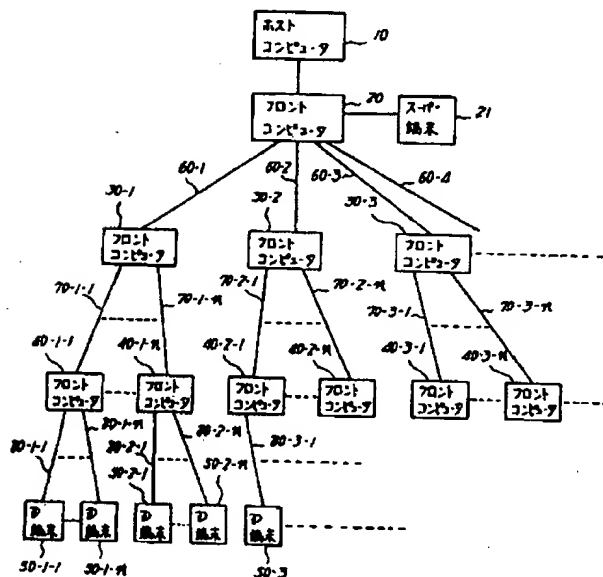 ホスト
コンピュータ
10
フロント
コンピュータ
20
スーパー
端末
21
60-1
60-2
60-3
60-4
30-1
フロント
コンピュータ
30-2
フロント
コンピュータ
30-3
フロント
コンピュータ
70-1-1
70-1-n
70-2-1
70-2-n
70-3-1
70-3-n
40-1-1
フロント
コンピュータ
40-1-n
フロント
コンピュータ
40-2-1
フロント
コンピュータ
40-2-n
フロント
コンピュータ
40-3-1
フロント
コンピュータ
40-3-n
フロント
コンピュータ
80-1-1
80-1-n
80-2-1
80-2-n
80-3-1
50-2-1
50-2-n
D
端末
D
端末
D
端末
D
端末
D
端末
50-1-1
50-1-n
50-3